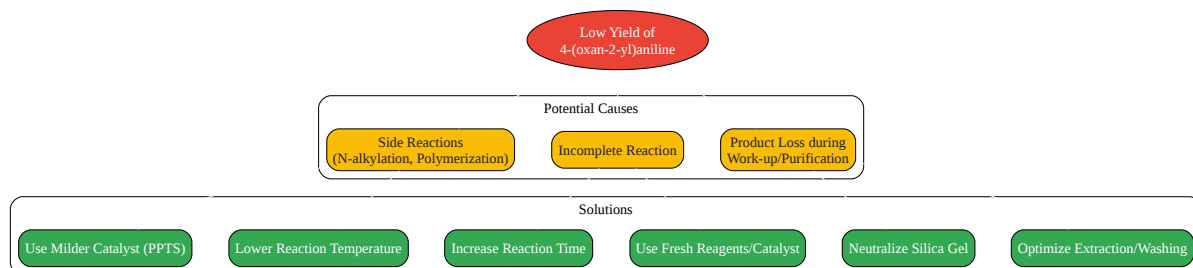 Low Yield of
4-(oxan-2-yl)aniline
Potential Causes
Side Reactions
(N-alkylation, Polymerization)
Incomplete Reaction
Product Loss during
Work-up/Purification
Solutions
Use Milder Catalyst (PPTS)
Lower Reaction Temperature
Increase Reaction Time
Use Fresh Reagents/Catalyst
Neutralize Silica Gel
Optimize Extraction/Washing